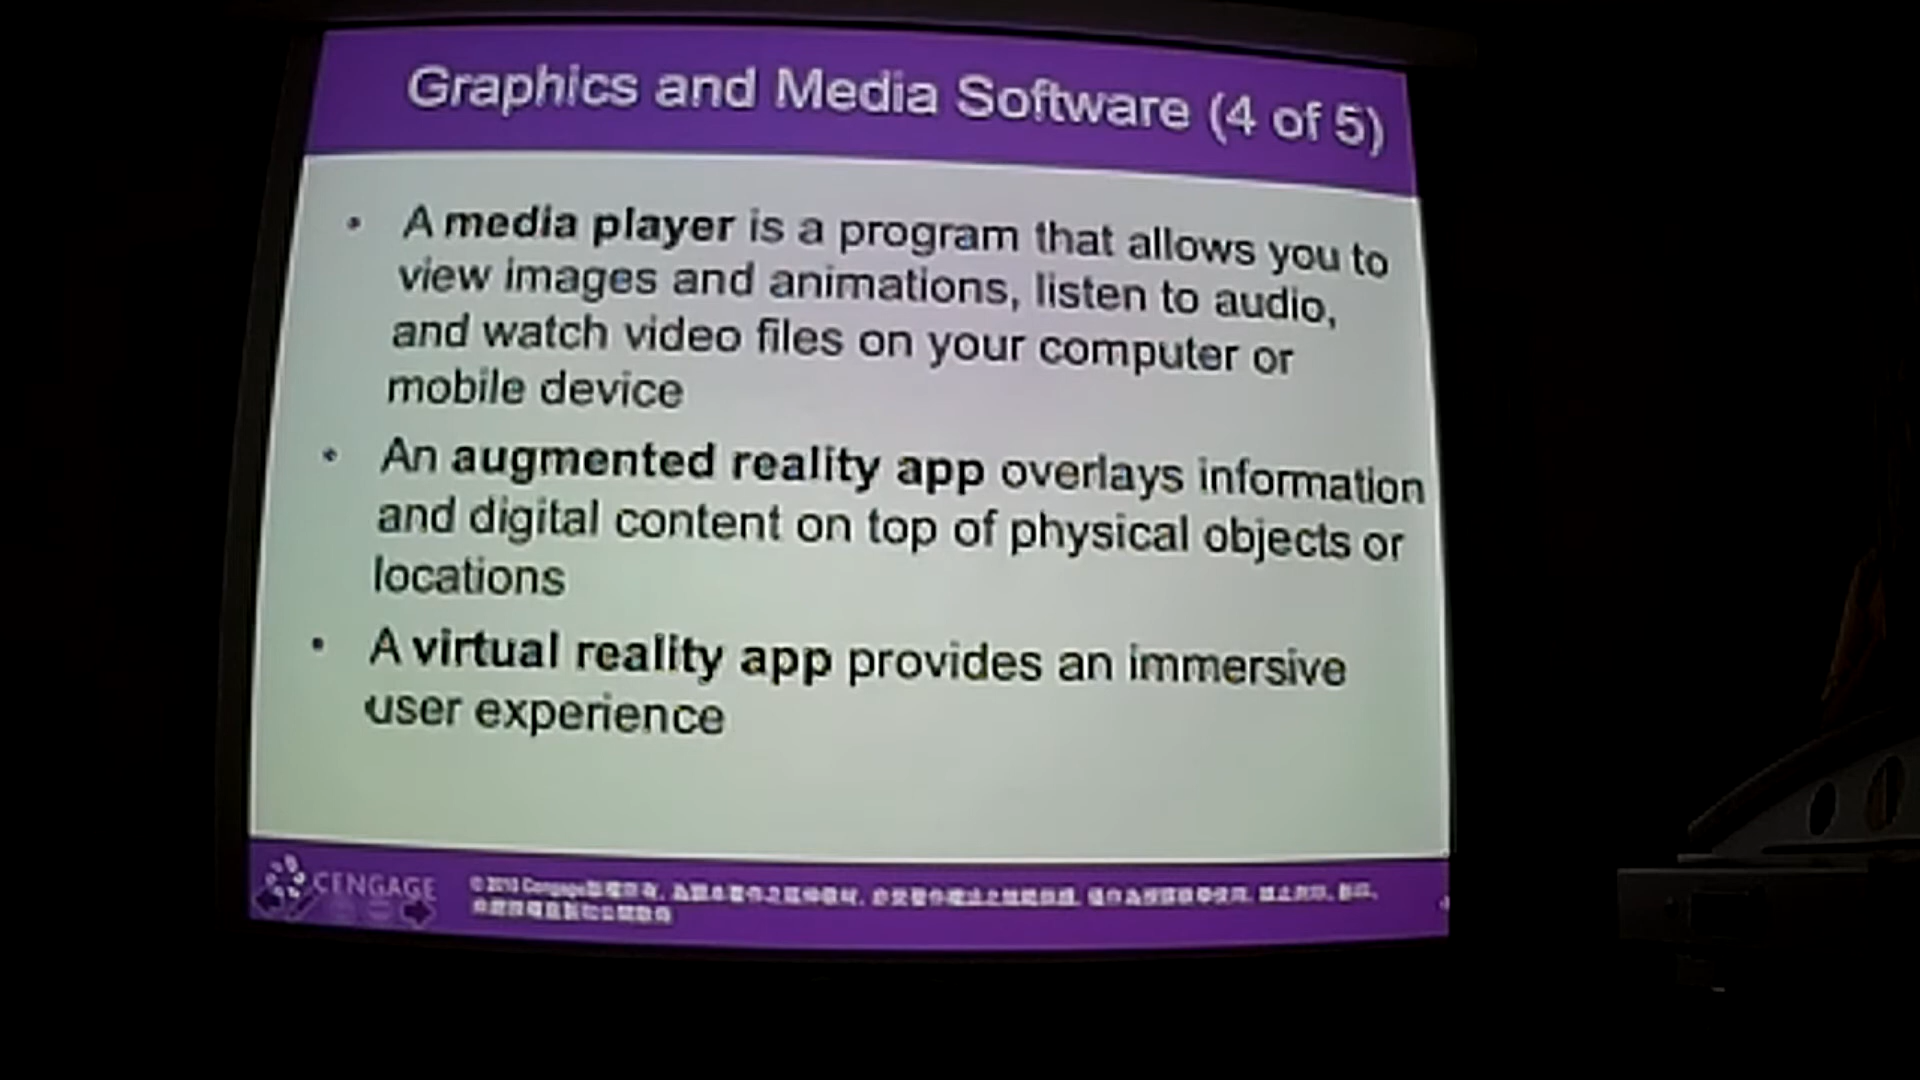 Graphics and Media Software (4 of 5)
• A media player is a program that allows you to
view images and animations, listen to audio,
and watch video files on your computer or
mobile device
• An augmented reality app overlays information
and digital content on top of physical objects or
locations
• A virtual reality app provides an immersive
user experience
CENGAGE
Cengage